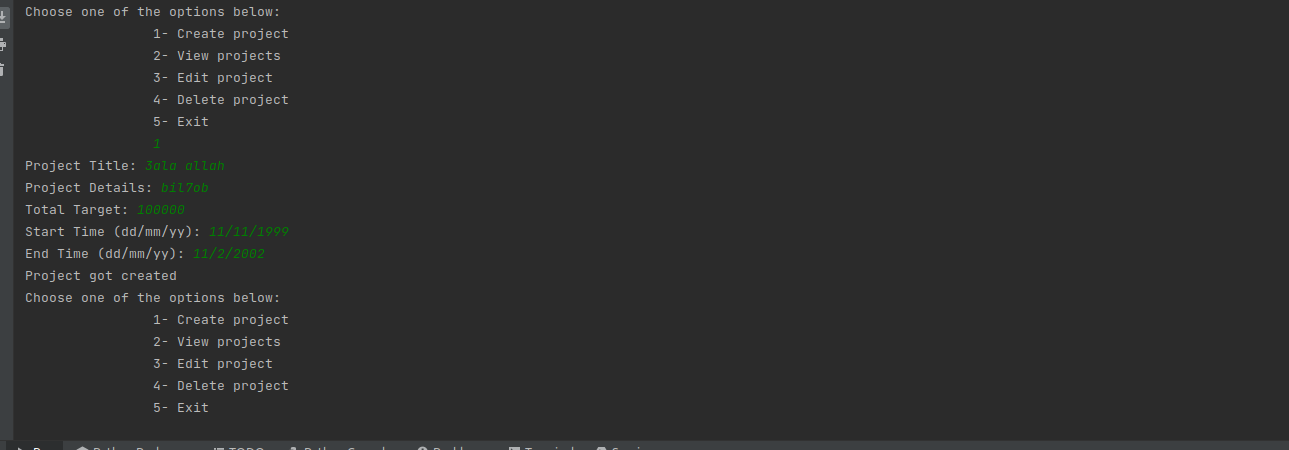 Choose one of the options below:
1- Create project
2- View projects
3- Edit project
4- Delete project
5- Exit
1
Project Title: 3ala allah
Project Details: bil7ob
Total Target: 100000
Start Time (dd/mm/yy): 11/11/1999
End Time (dd/mm/yy): 11/2/2002
Project got created
Choose one of the options below:
1- Create project
2- View projects
3- Edit project
4- Delete project
5- Exit